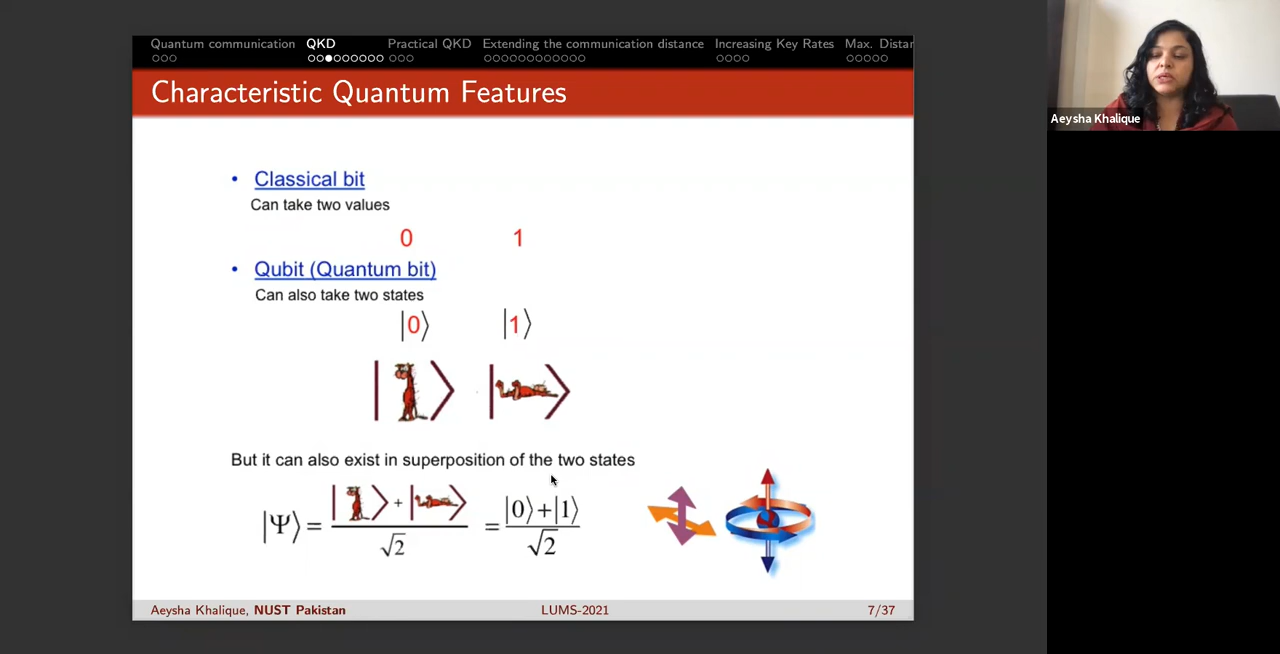 Quantum communication QKD Practical QKD Extending the communication distance Increasing Key Rates Max. Distar
Characteristic Quantum Features
Aeysha Khalique
• Classical bit
Can take two values
0 1
• Qubit (Quantum bit)
Can also take two states
|0⟩ |1⟩
| ⟩ | ⟩
But it can also exist in superposition of the two states
|Ψ⟩ = | ⟩ + | ⟩ / √2 = |0⟩+|1⟩ / √2
Aeysha Khalique, NUST Pakistan LUMS-2021 7/37